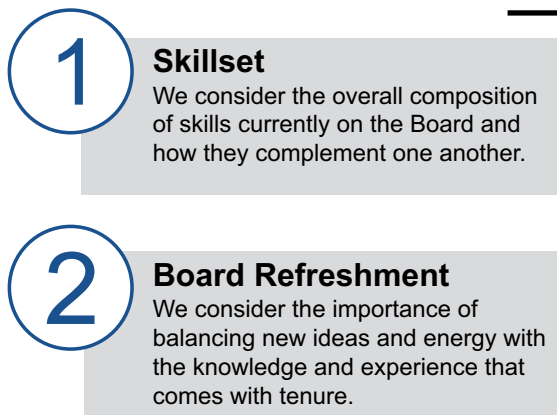 1
Skillset
We consider the overall composition
of skills currently on the Board and
how they complement one another.
2
Board Refreshment
We consider the importance of
balancing new ideas and energy with
the knowledge and experience that
comes with tenure.